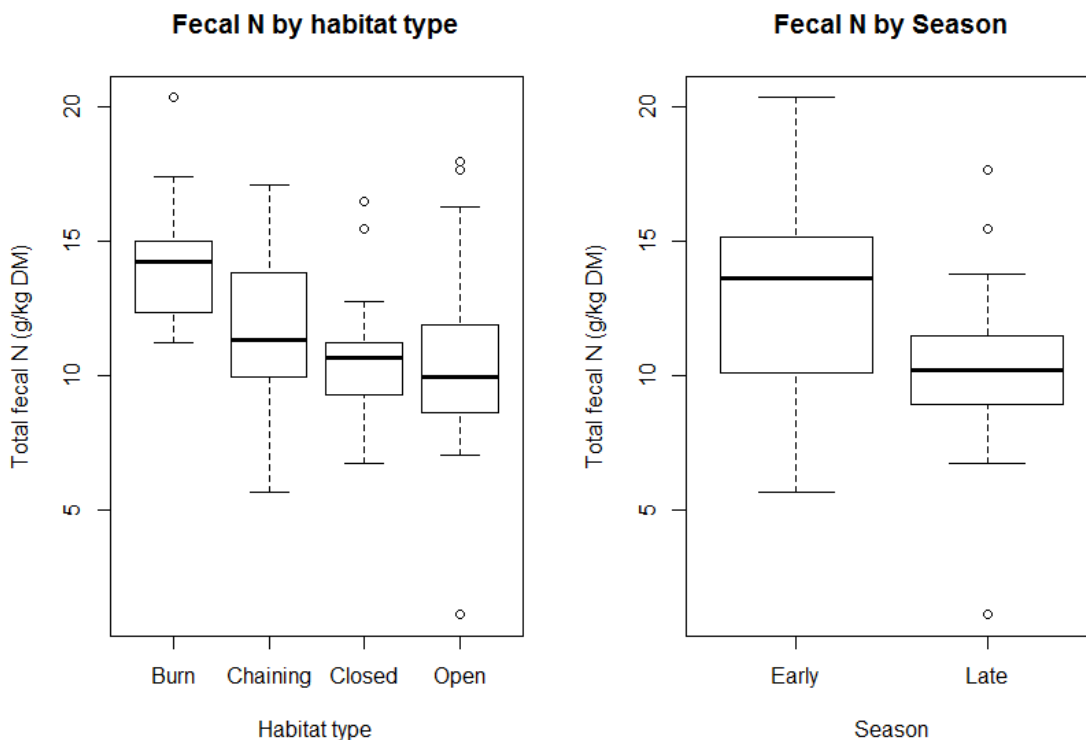 Fecal N by habitat type
Total fecal N (g/kg DM)
20
15
10
5
Burn Chaining Closed Open
Habitat type
Fecal N by Season
Total fecal N (g/kg DM)
20
15
10
5
Early Late
Season